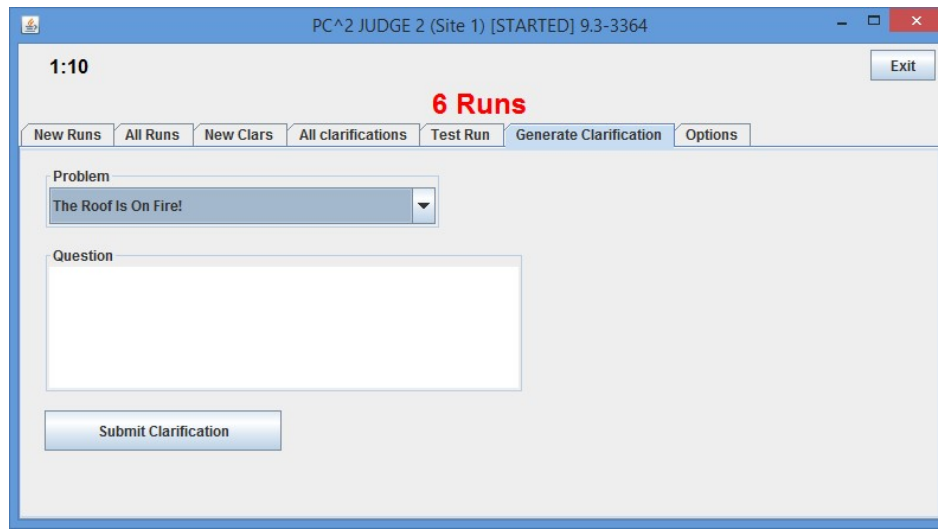 PC^2 JUDGE 2 (Site 1) [STARTED] 9.3-3364
1:10
Exit
6 Runs
New Runs All Runs New Clars All clarifications Test Run Generate Clarification Options
Problem
The Roof Is On Fire!
Question
Submit Clarification